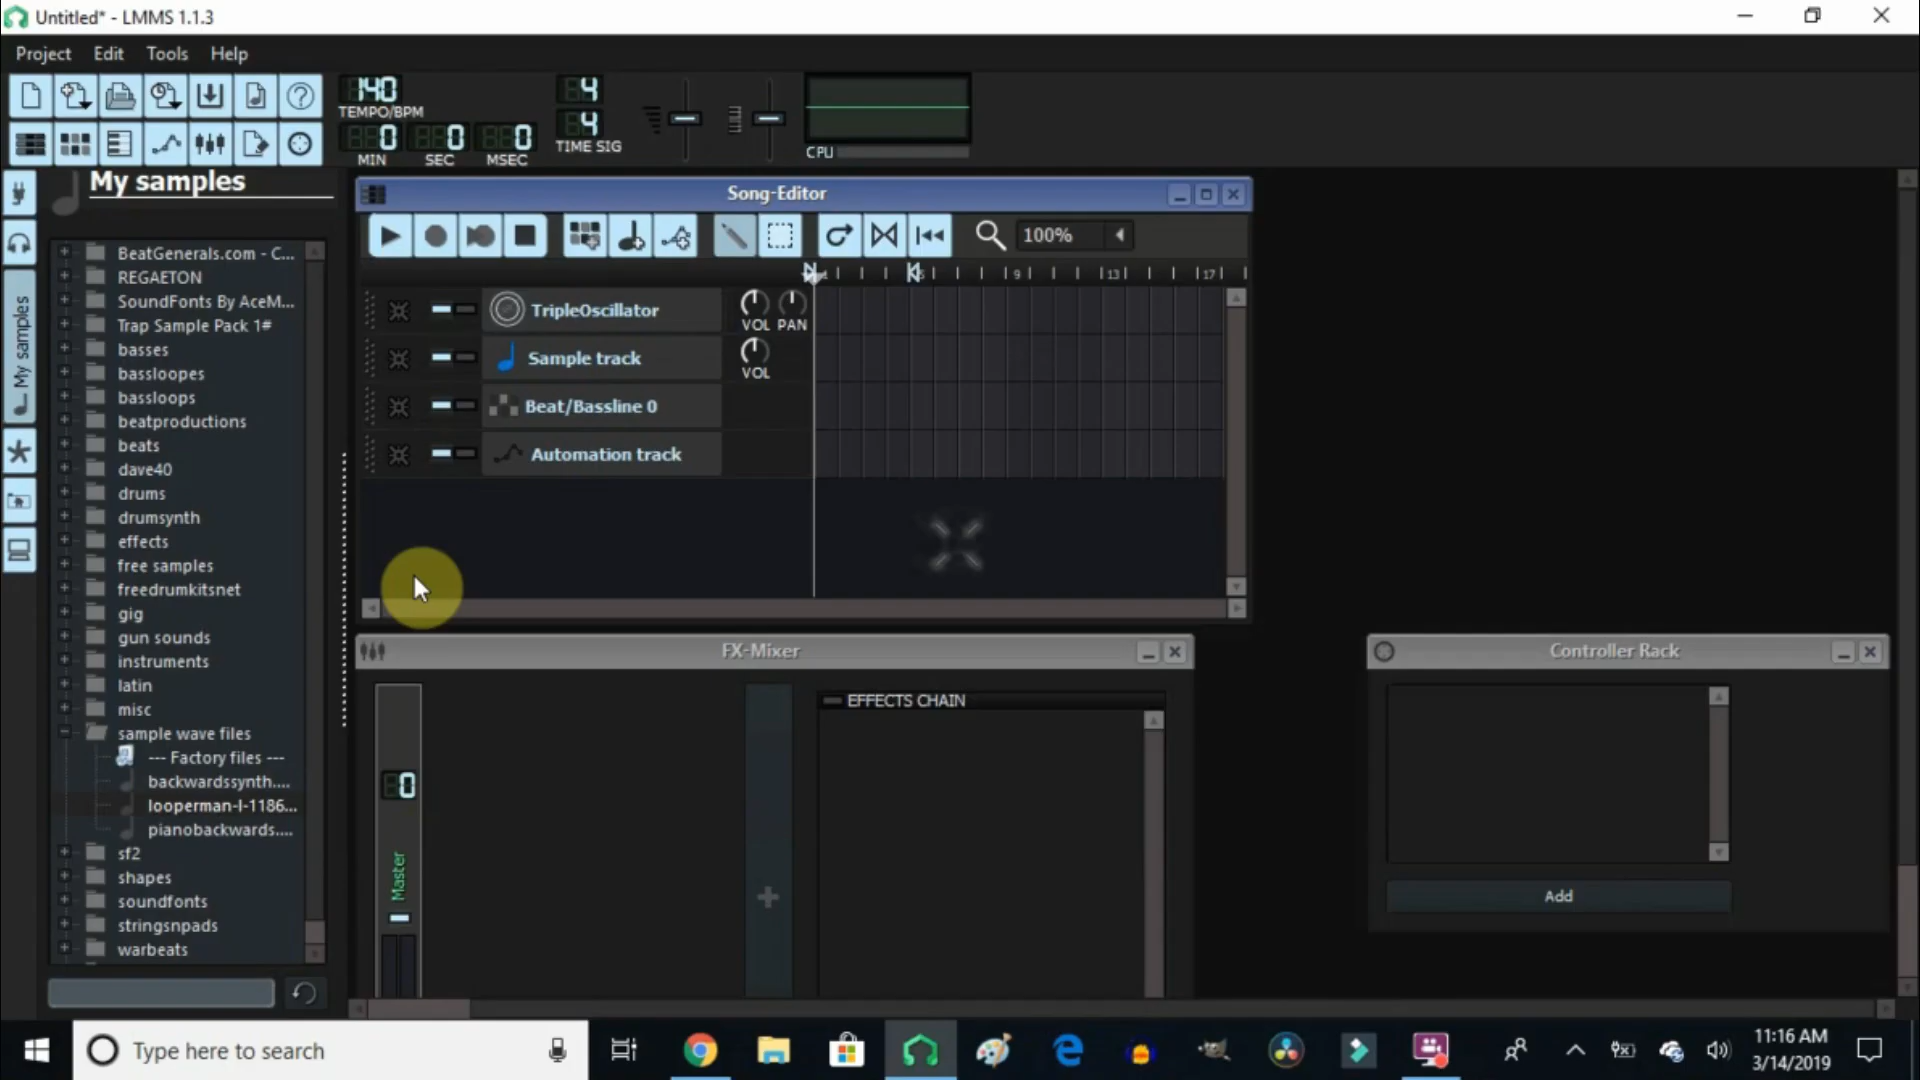 Untitled* - LMMS 1.1.3
Project Edit Tools Help
140
TEMPO/BPM
0 0 0
MIN SEC MSEC
4
4
TIME SIG
CPU
My samples
My samples
BeatGenerals.com - C...
REGAETON
SoundFonts By AceM...
Trap Sample Pack 1#
basses
bassloopes
bassloops
beatproductions
beats
dave40
drums
drumsynth
effects
free samples
freedrumkitsnet
gig
gun sounds
instruments
latin
misc
sample wave files
--- Factory files ---
backwardssynth....
looperman-l-1186...
pianobackwards....
sf2
shapes
soundfonts
stringsnpads
warbeats
Song-Editor
100%
9 13 17
TripleOscillator
VOL PAN
Sample track
VOL
Beat/Bassline 0
Automation track
FX-Mixer
0
Master
EFFECTS CHAIN
Controller Rack
Add
Type here to search
11:16 AM
3/14/2019